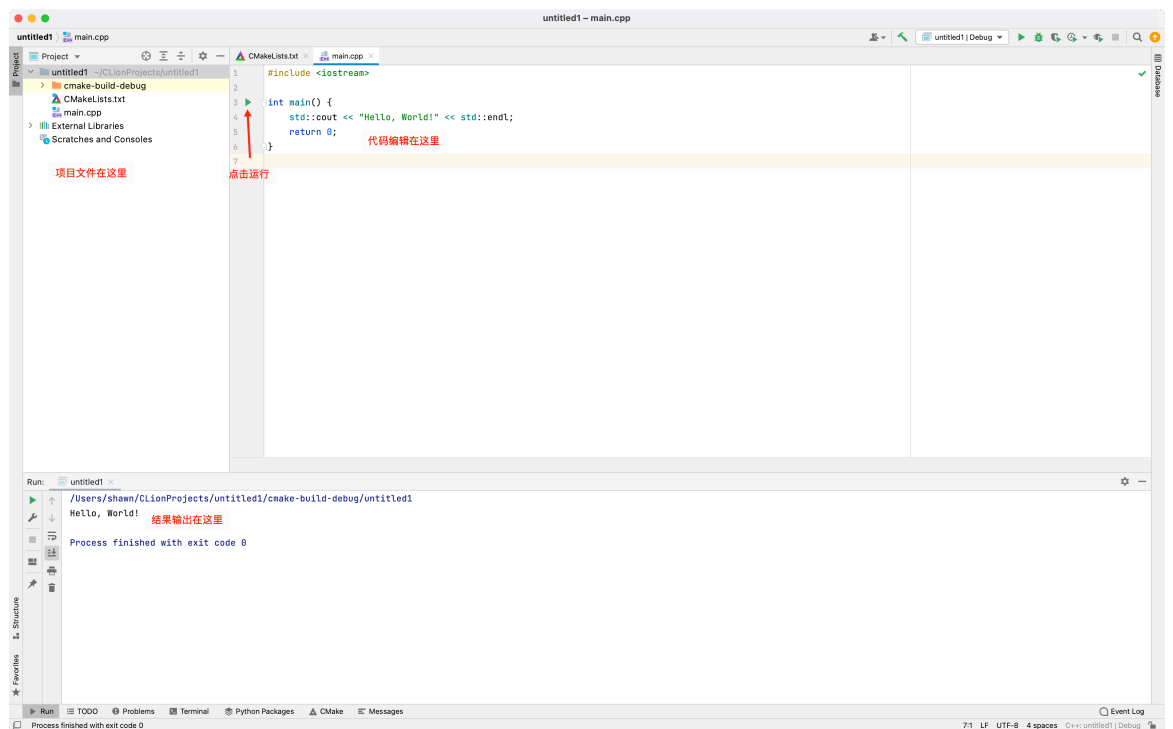 untitled1 – main.cpp
untitled1 main.cpp
untitled1 | Debug
Project
Project
CMakeLists.txt
main.cpp
untitled1 ~/CLionProjects/untitled1
cmake-build-debug
CMakeLists.txt
main.cpp
External Libraries
Scratches and Consoles
项目文件在这里
1 #include <iostream>
2
3 int main() {
4 std::cout << "Hello, World!" << std::endl;
5 return 0;
6 }
7
代码编辑在这里
点击运行
Database
Run: untitled1
/Users/shawn/CLionProjects/untitled1/cmake-build-debug/untitled1
Hello, World!
结果输出在这里
Process finished with exit code 0
Structure
Favorites
Run TODO Problems Terminal Python Packages CMake Messages Event Log
Process finished with exit code 0 7:1 LF UTF-8 4 spaces C++: untitled1 | Debug